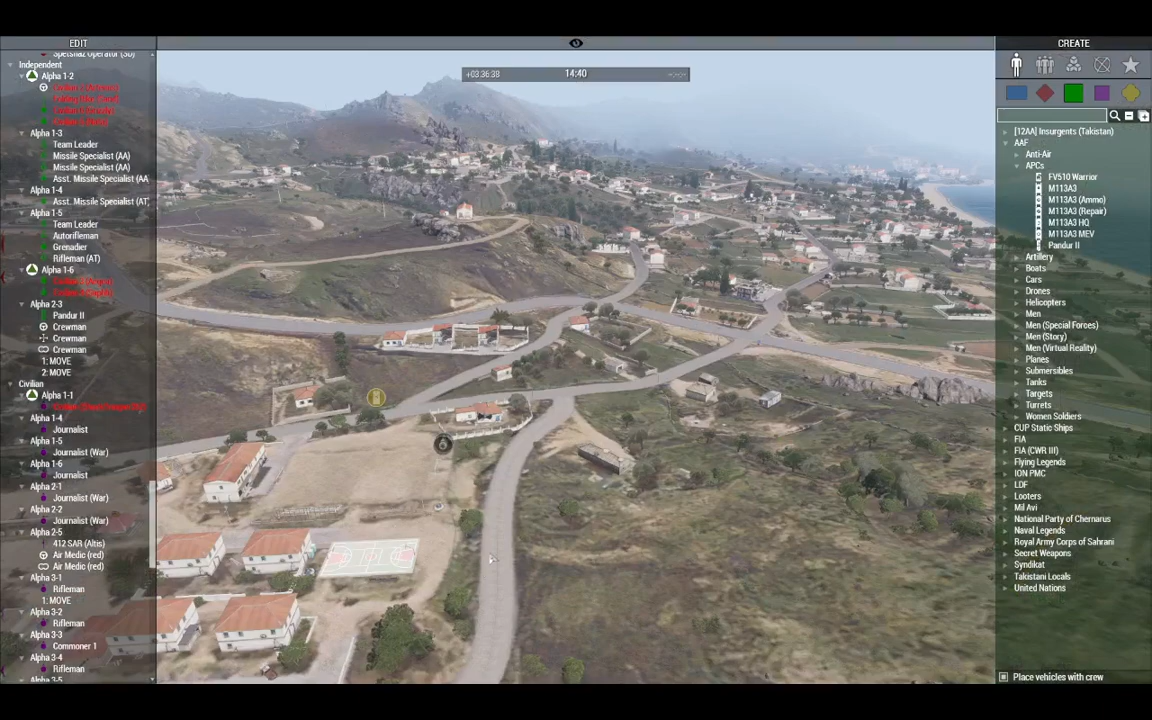 EDIT
Spetsnaz Operator (SU)
Independent
Alpha 1-2
Alpha 1-3
Team Leader
Missile Specialist (AA)
Missile Specialist (AA)
Asst. Missile Specialist (AA
Alpha 1-4
Asst. Missile Specialist (AT)
Alpha 1-5
Team Leader
Autorifleman
Grenadier
Rifleman (AT)
Alpha 1-6
Alpha 2-3
Pandur II
Crewman
Crewman
Crewman
1: MOVE
2: MOVE
Civilian
Alpha 1-1
Alpha 1-4
Journalist
Alpha 1-5
Journalist (War)
Alpha 1-6
Journalist
Alpha 2-1
Journalist (War)
Alpha 2-2
Journalist (War)
Alpha 2-5
412 SAR (Altis)
Air Medic (red)
Air Medic (red)
Alpha 3-1
Rifleman
1: MOVE
Alpha 3-2
Rifleman
Alpha 3-3
Commoner 1
Alpha 3-4
Rifleman
Alpha 3-5
+03:36:38 14:40 --:--:--
CREATE
[12AA] Insurgents (Takistan)
AAF
Anti-Air
APCs
FV510 Warrior
M113A3
M113A3 (Ammo)
M113A3 (Repair)
M113A3 HQ
M113A3 MEV
Pandur II
Artillery
Boats
Cars
Drones
Helicopters
Men
Men (Special Forces)
Men (Story)
Men (Virtual Reality)
Planes
Submersibles
Tanks
Targets
Turrets
Women Soldiers
CUP Static Ships
FIA
FIA (CWR III)
Flying Legends
ION PMC
LDF
Looters
Mil Avi
National Party of Chernarus
Naval Legends
Royal Army Corps of Sahrani
Secret Weapons
Syndikat
Takistani Locals
United Nations
Place vehicles with crew